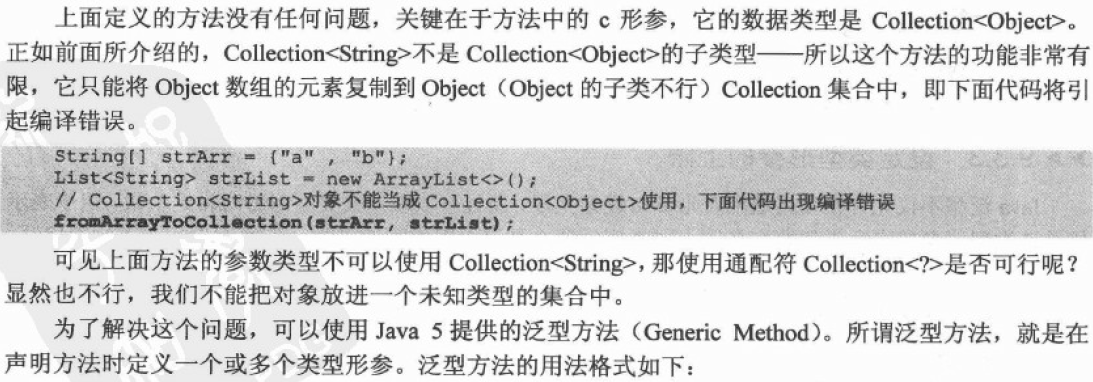 上面定义的方法没有任何问题，关键在于方法中的 c 形参，它的数据类型是 Collection<Object>。
正如前面所介绍的，Collection<String>不是 Collection<Object>的子类型——所以这个方法的功能非常有
限，它只能将 Object 数组的元素复制到 Object（Object 的子类不行）Collection 集合中，即下面代码将引
起编译错误。
String[] strArr = {"a" , "b"};
List<String> strList = new ArrayList<>();
// Collection<String>对象不能当成 Collection<Object>使用，下面代码出现编译错误
fromArrayToCollection(strArr, strList);
可见上面方法的参数类型不可以使用 Collection<String>，那使用通配符 Collection<?>是否可行呢？
显然也不行，我们不能把对象放进一个未知类型的集合中。
为了解决这个问题，可以使用 Java 5 提供的泛型方法（Generic Method）。所谓泛型方法，就是在
声明方法时定义一个或多个类型形参。泛型方法的用法格式如下：